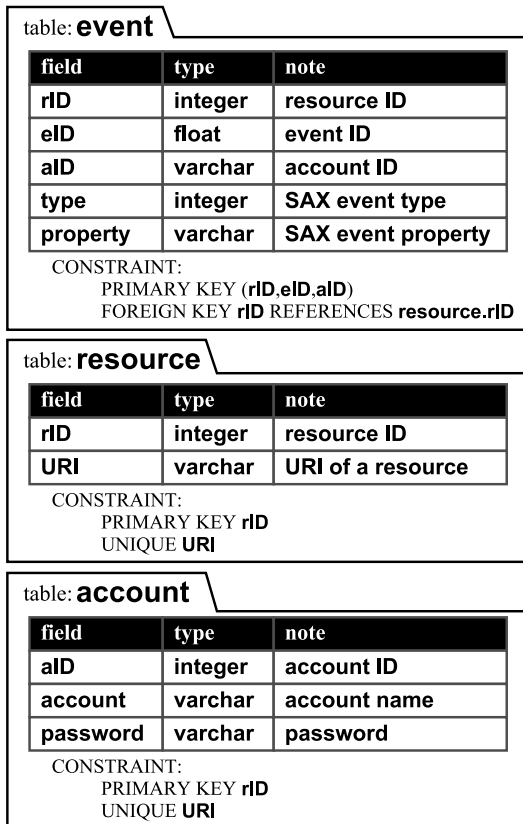 table: event
field type note
rID integer resource ID
eID float event ID
aID varchar account ID
type integer SAX event type
property varchar SAX event property
CONSTRAINT:
PRIMARY KEY (rID,eID,aID)
FOREIGN KEY rID REFERENCES resource.rID
table: resource
field type note
rID integer resource ID
URI varchar URI of a resource
CONSTRAINT:
PRIMARY KEY rID
UNIQUE URI
table: account
field type note
aID integer account ID
account varchar account name
password varchar password
CONSTRAINT:
PRIMARY KEY rID
UNIQUE URI